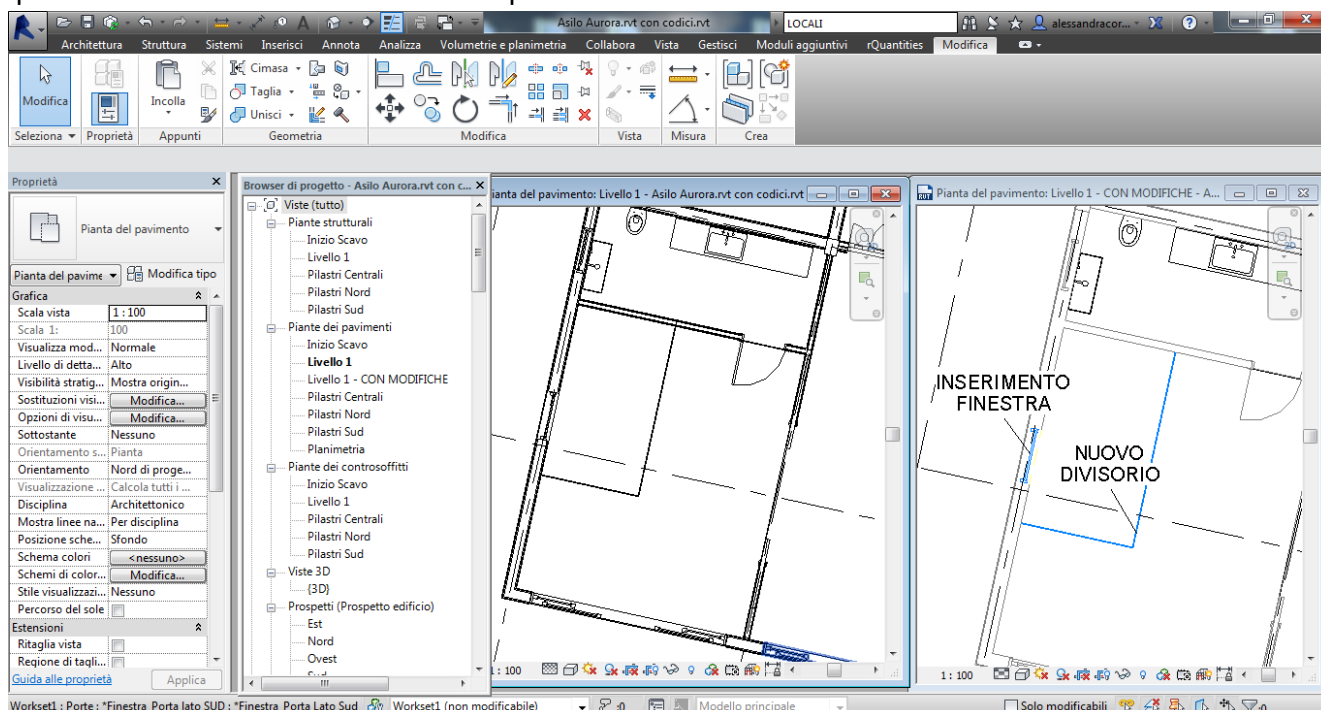 Asilo Aurora.rvt con codici.rvt
LOCALI
alessandracor...
Architettura Struttura Sistemi Inserisci Annota Analizza Volumetrie e planimetria Collabora Vista Gestisci Moduli aggiuntivi rQuantities Modifica
Modifica
Incolla
Cimasa
Taglia
Unisci
Seleziona Proprietà Appunti Geometria Modifica Vista Misura Crea
Proprietà
Pianta del pavimento
Pianta del pavime Modifica tipo
Grafica
Scala vista 1 : 100
Scala 1: 100
Visualizza mod... Normale
Livello di detta... Alto
Visibilità stratig... Mostra origin...
Sostituzioni visi... Modifica...
Opzioni di visu... Modifica...
Sottostante Nessuno
Orientamento s... Pianta
Orientamento Nord di proge...
Visualizzazione ... Calcola tutti i ...
Disciplina Architettonico
Mostra linee na... Per disciplina
Posizione sche... Sfondo
Schema colori <nessuno>
Schemi di color... Modifica...
Stile visualizzazi... Nessuno
Percorso del sole
Estensioni
Ritaglia vista
Regione di tagli...
Guida alle proprietà Applica
Browser di progetto - Asilo Aurora.rvt con c...
Viste (tutto)
Piante strutturali
Inizio Scavo
Livello 1
Pilastri Centrali
Pilastri Nord
Pilastri Sud
Piante dei pavimenti
Inizio Scavo
Livello 1
Livello 1 - CON MODIFICHE
Pilastri Centrali
Pilastri Nord
Pilastri Sud
Planimetria
Piante dei controsoffitti
Inizio Scavo
Livello 1
Pilastri Centrali
Pilastri Nord
Pilastri Sud
Viste 3D
{3D}
Prospetti (Prospetto edificio)
Est
Nord
Ovest
ianta del pavimento: Livello 1 - Asilo Aurora.rvt con codici.rvt
: 100
Pianta del pavimento: Livello 1 - CON MODIFICHE - A...
INSERIMENTO
FINESTRA
NUOVO
DIVISORIO
1 : 100
Workset1 : Porte : *Finestra Porta lato SUD : *Finestra Porta Lato Sud
Workset1 (non modificabile)
:0
Modello principale
Solo modificabili
:0